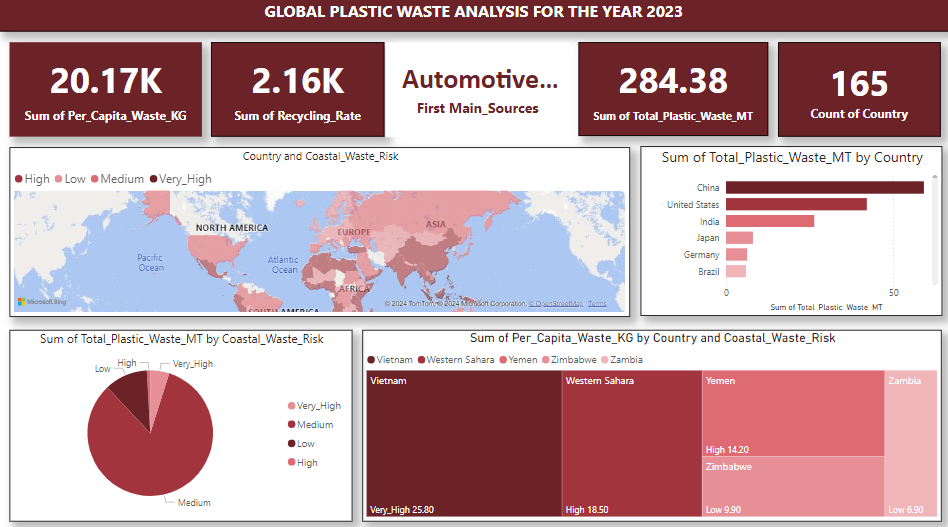 GLOBAL PLASTIC WASTE ANALYSIS FOR THE YEAR 2023
20.17K
Sum of Per_Capita_Waste_KG
2.16K
Sum of Recycling_Rate
Automotive...
First Main_Sources
284.38
Sum of Total_Plastic_Waste_MT
165
Count of Country
Country and Coastal_Waste_Risk
High Low Medium Very_High
NORTH AMERICA
EUROPE
ASIA
Pacific
Ocean
Atlantic
Ocean
AFRICA
SOUTH AMERICA
Microsoft Bing
© 2024 TomTom, © 2024 Microsoft Corporation, © OpenStreetMap Terms
Sum of Total_Plastic_Waste_MT by Country
China
United States
India
Japan
Germany
Brazil
0 50
Sum of Total_Plastic_Waste_MT
Sum of Total_Plastic_Waste_MT by Coastal_Waste_Risk
High
Very_High
Low
Medium
Very_High
Medium
Low
High
Sum of Per_Capita_Waste_KG by Country and Coastal_Waste_Risk
Vietnam Western Sahara Yemen Zimbabwe Zambia
Vietnam
Very_High 25.80
Western Sahara
High 18.50
Yemen
High 14.20
Zimbabwe
Low 9.90
Zambia
Low 6.90